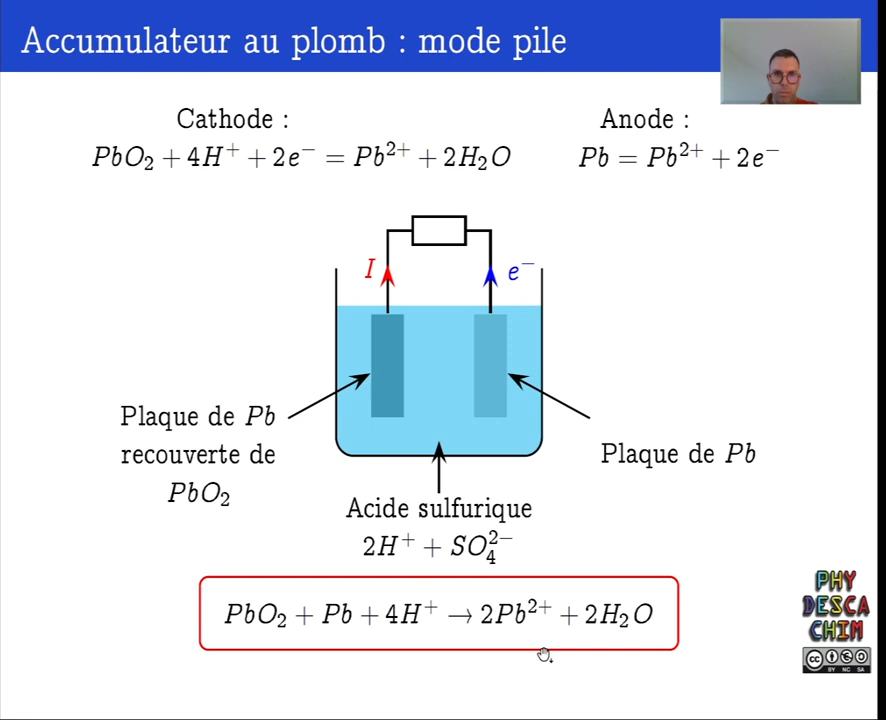 Accumulateur au plomb : mode pile
Cathode :
PbO₂ + 4H⁺ + 2e⁻ = Pb²⁺ + 2H₂O
Anode :
Pb = Pb²⁺ + 2e⁻
I
e⁻
Plaque de Pb
recouverte de
PbO₂
Plaque de Pb
Acide sulfurique
2H⁺ + SO₄²⁻
PbO₂ + Pb + 4H⁺ → 2Pb²⁺ + 2H₂O
PHY
DESCA
CHIM
CC
BY NC SA